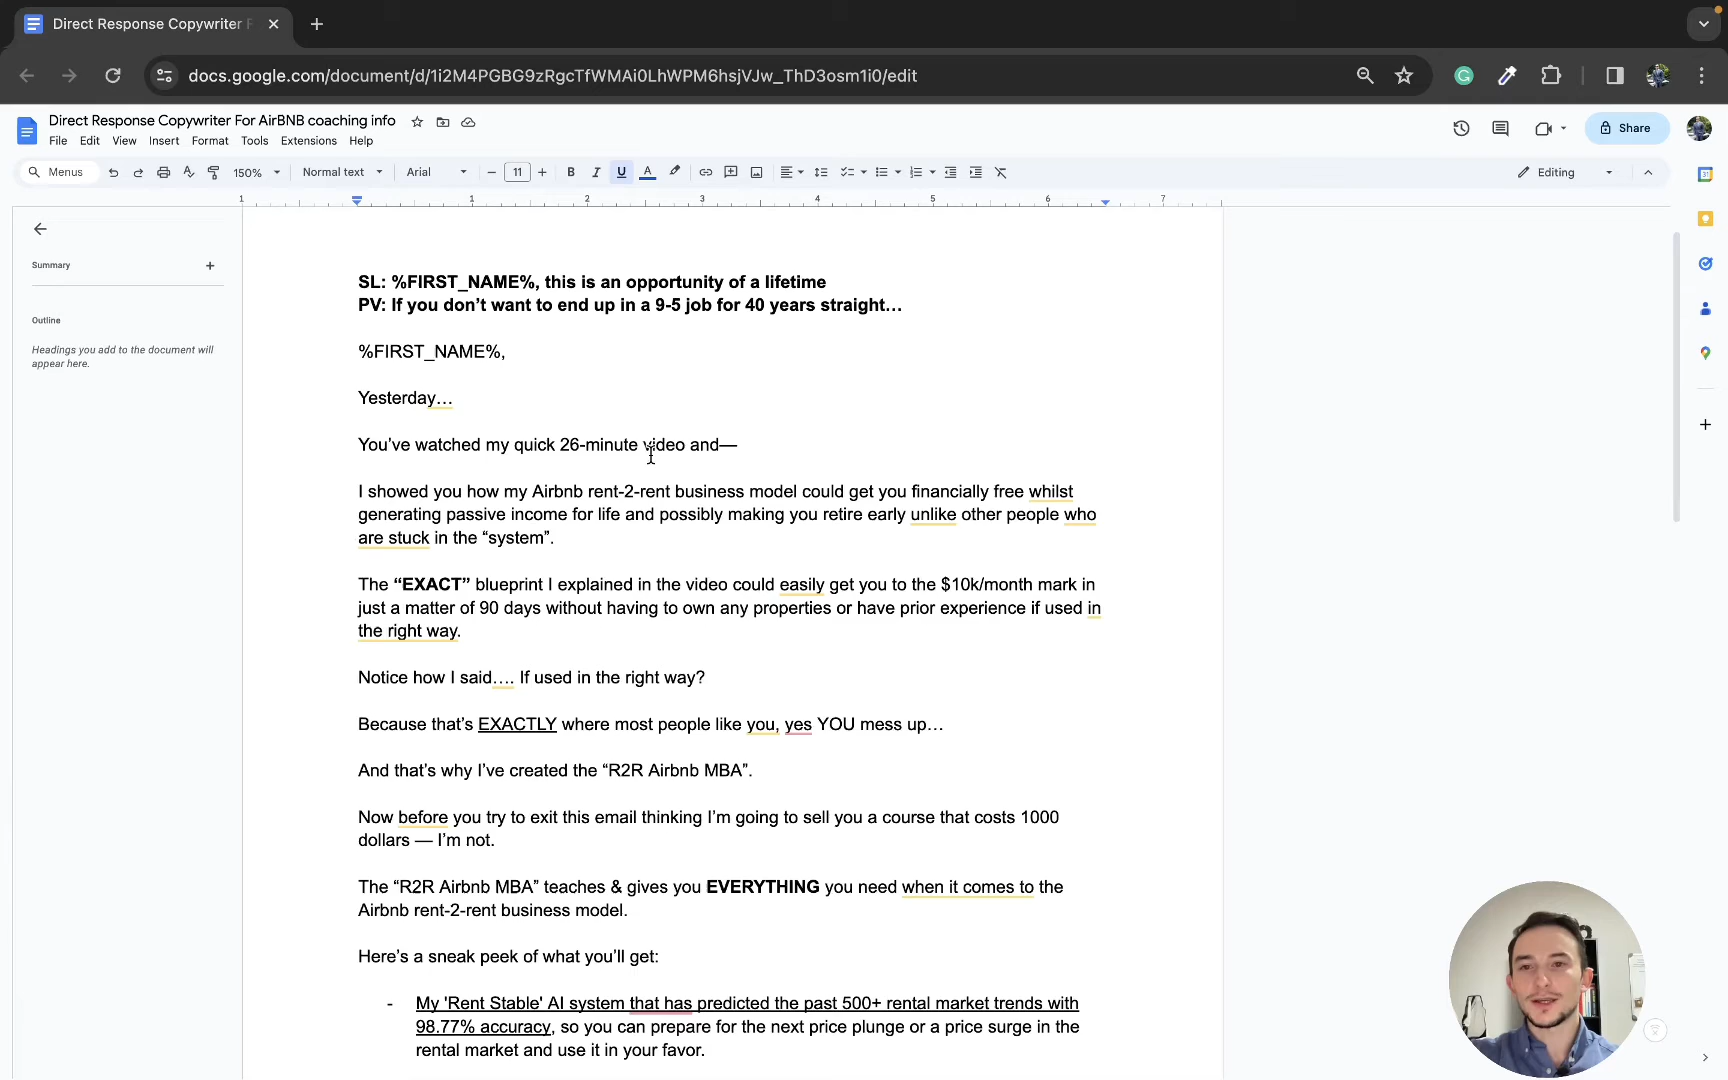 Direct Response Copywriter F
docs.google.com/document/d/1i2M4PGBG9zRgcTfWMAi0LhWPM6hsjVJw_ThD3osm1i0/edit
Direct Response Copywriter For AirBNB coaching info
File Edit View Insert Format Tools Extensions Help
Share
Menus 150% Normal text Arial 11 B I U A Editing
1 1 2 3 4 5 6 7
Summary
Outline
Headings you add to the document will
appear here.
SL: %FIRST_NAME%, this is an opportunity of a lifetime
PV: If you don’t want to end up in a 9-5 job for 40 years straight…
%FIRST_NAME%,
Yesterday…
You’ve watched my quick 26-minute video and—
I showed you how my Airbnb rent-2-rent business model could get you financially free whilst
generating passive income for life and possibly making you retire early unlike other people who
are stuck in the “system”.
The “EXACT” blueprint I explained in the video could easily get you to the $10k/month mark in
just a matter of 90 days without having to own any properties or have prior experience if used in
the right way.
Notice how I said…. If used in the right way?
Because that’s EXACTLY where most people like you, yes YOU mess up…
And that’s why I’ve created the “R2R Airbnb MBA”.
Now before you try to exit this email thinking I’m going to sell you a course that costs 1000
dollars — I’m not.
The “R2R Airbnb MBA” teaches & gives you EVERYTHING you need when it comes to the
Airbnb rent-2-rent business model.
Here’s a sneak peek of what you’ll get:
- My 'Rent Stable' AI system that has predicted the past 500+ rental market trends with
98.77% accuracy, so you can prepare for the next price plunge or a price surge in the
rental market and use it in your favor.